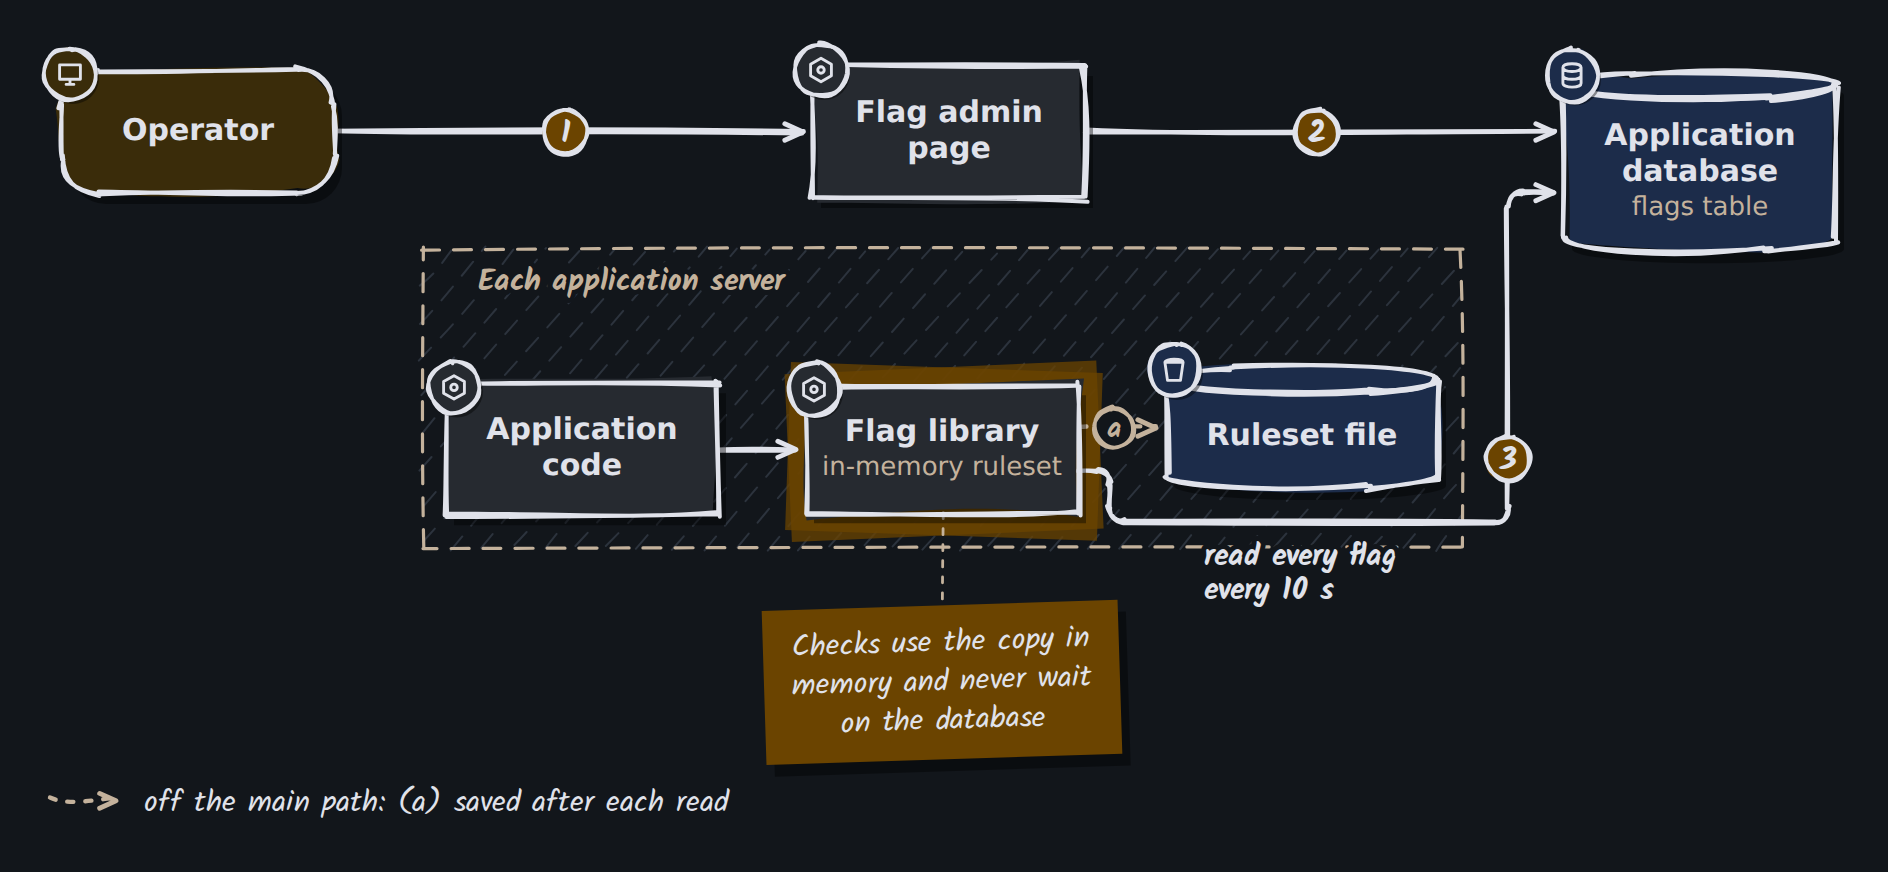 Operator
1
Flag admin
page
2
Application
database
flags table
Each application server
Application
code
Flag library
in-memory ruleset
a
Ruleset file
3
read every flag
every 10 s
Checks use the copy in
memory and never wait
on the database
off the main path: (a) saved after each read